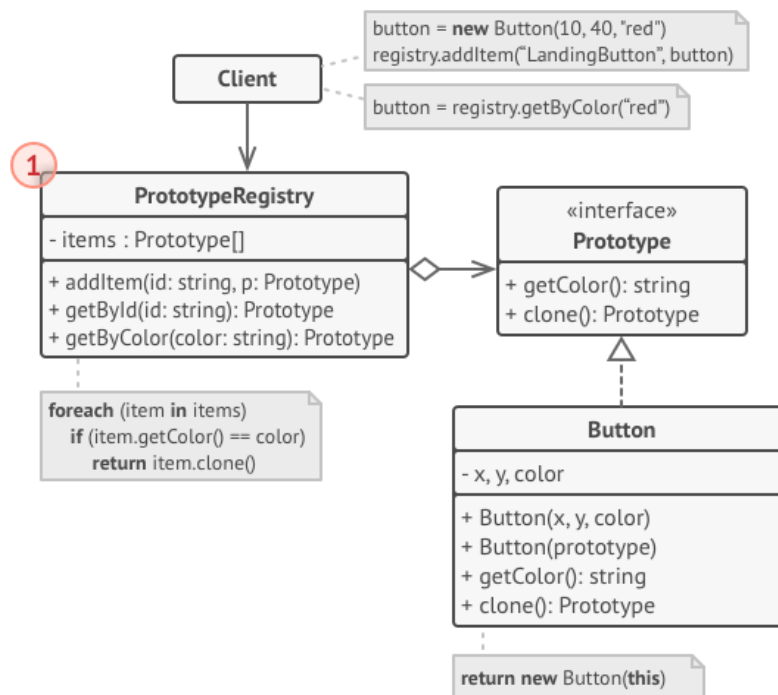 button = new Button(10, 40, "red")
registry.addItem(“LandingButton”, button)
Client
button = registry.getByColor(“red”)
1
PrototypeRegistry
- items : Prototype[]
+ addItem(id: string, p: Prototype)
+ getById(id: string): Prototype
+ getByColor(color: string): Prototype
«interface»
Prototype
+ getColor(): string
+ clone(): Prototype
foreach (item in items)
if (item.getColor() == color)
return item.clone()
Button
- x, y, color
+ Button(x, y, color)
+ Button(prototype)
+ getColor(): string
+ clone(): Prototype
return new Button(this)